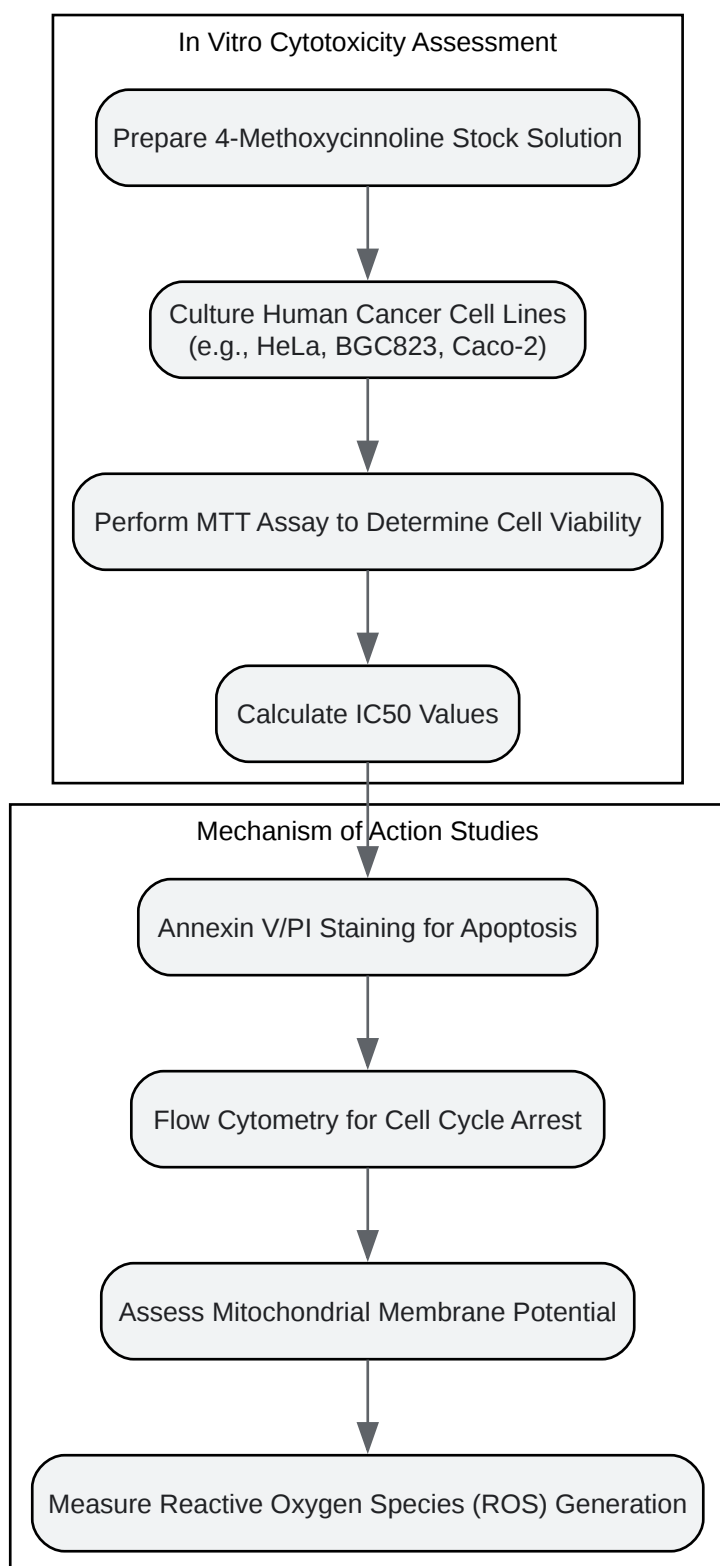 In Vitro Cytotoxicity Assessment
Prepare 4-Methoxycinnoline Stock Solution
Culture Human Cancer Cell Lines
(e.g., HeLa, BGC823, Caco-2)
Perform MTT Assay to Determine Cell Viability
Calculate IC50 Values
Mechanism of Action Studies
Annexin V/PI Staining for Apoptosis
Flow Cytometry for Cell Cycle Arrest
Assess Mitochondrial Membrane Potential
Measure Reactive Oxygen Species (ROS) Generation